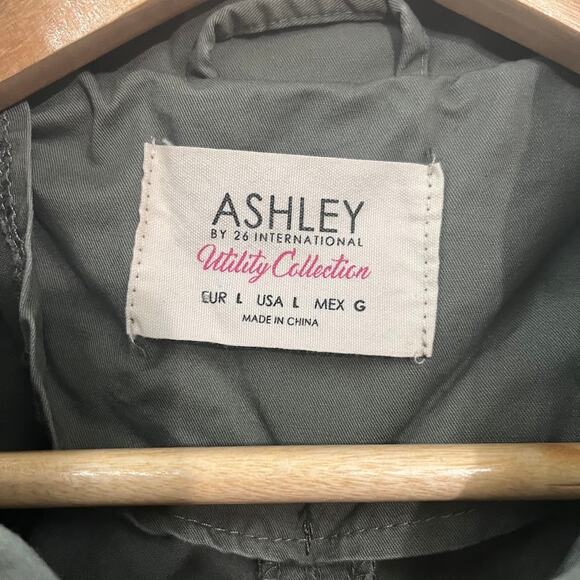 ASHLEY
BY 26 INTERNATIONAL
Utility Collection
EUR L USA L MEX G
MADE IN CHINA